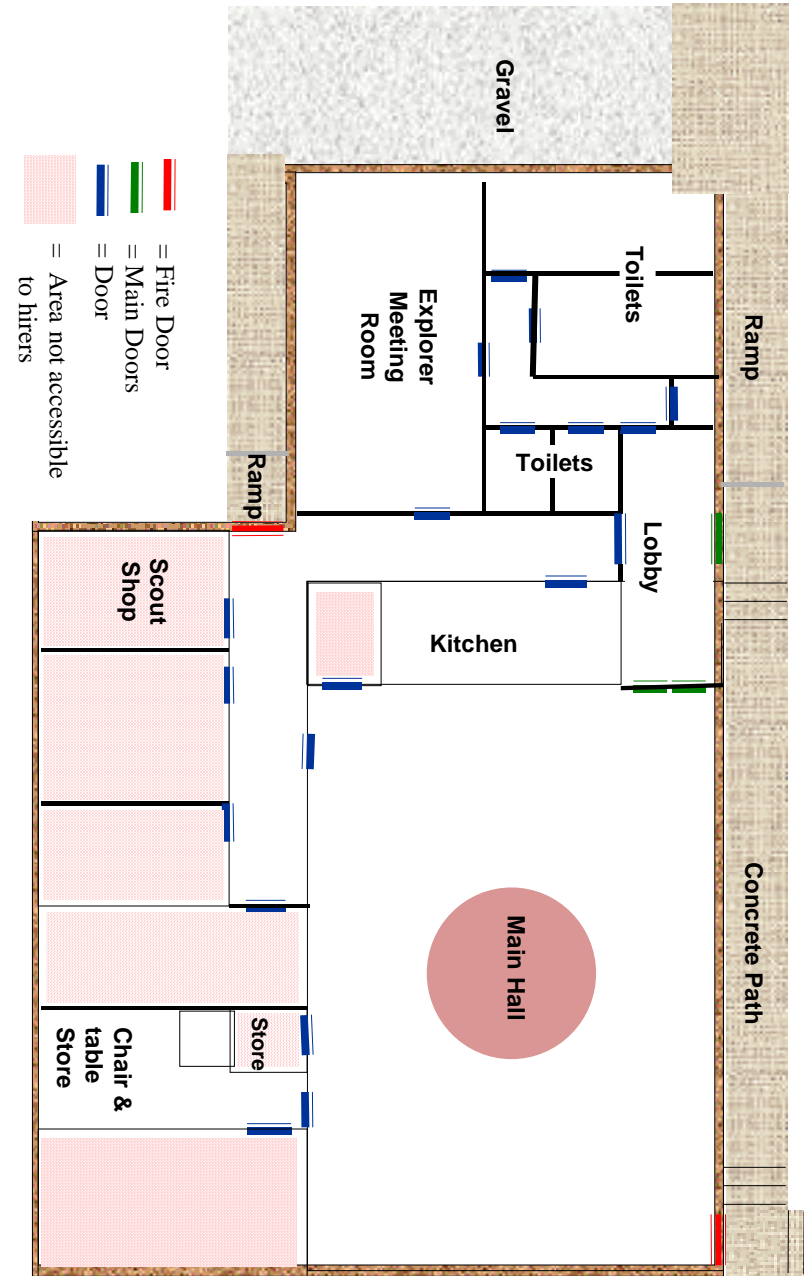 Gravel
Toilets
Ramp
Explorer
Meeting
Room
Toilets
Ramp
Lobby
Scout
Shop
Kitchen
Main Hall
Concrete Path
Store
Chair &
table
Store
= Fire Door
= Main Doors
= Door
= Area not accessible
to hirers